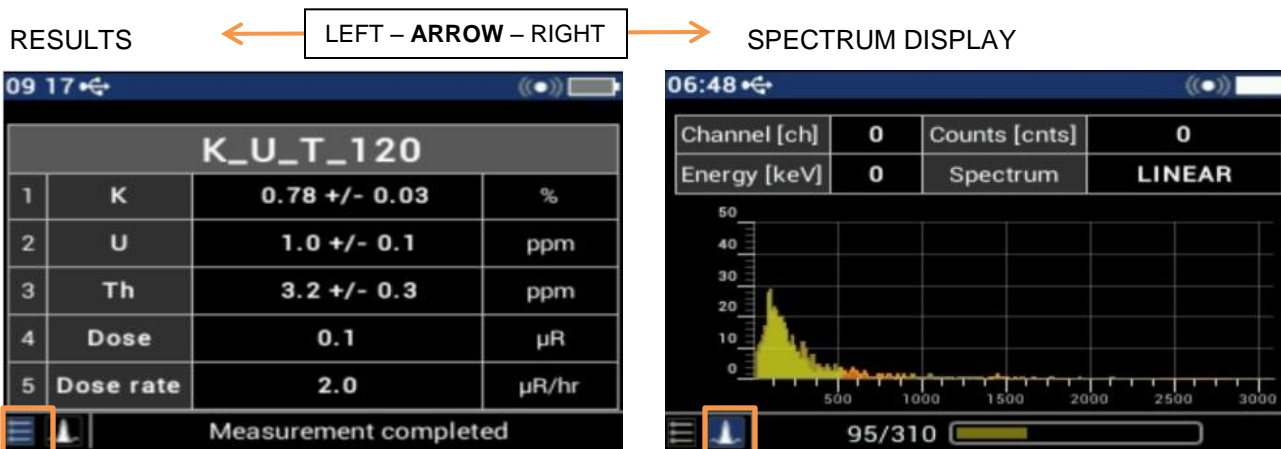 RESULTS
LEFT – ARROW – RIGHT
SPECTRUM DISPLAY
09 17
K_U_T_120
1 K 0.78 +/- 0.03 %
2 U 1.0 +/- 0.1 ppm
3 Th 3.2 +/- 0.3 ppm
4 Dose 0.1 µR
5 Dose rate 2.0 µR/hr
Measurement completed
06:48
Channel [ch] 0 Counts [cnts] 0
Energy [keV] 0 Spectrum LINEAR
50
40
30
20
10
0
500 1000 1500 2000 2500 3000
95/310